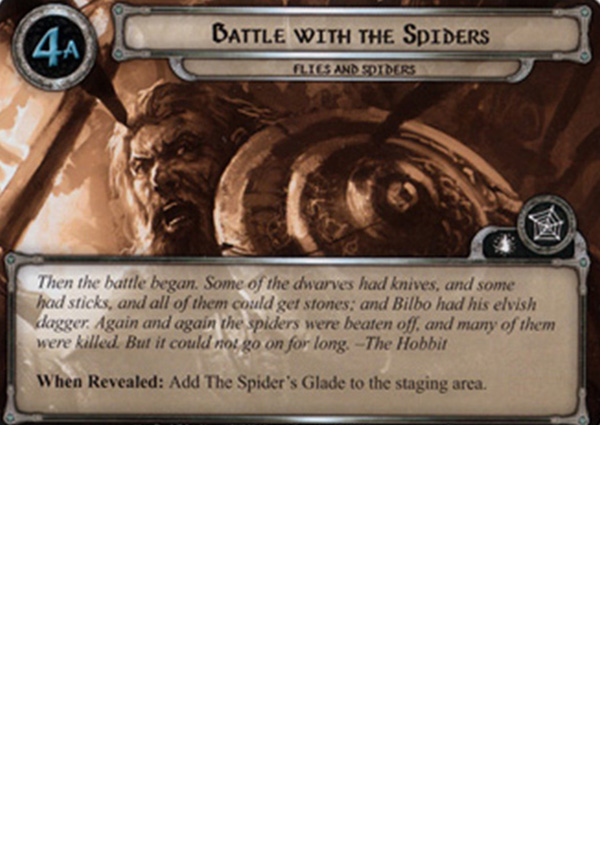 4A
BATTLE WITH THE SPIDERS
FLIES AND SPIDERS
Then the battle began. Some of the dwarves had knives, and some
had sticks, and all of them could get stones; and Bilbo had his elvish
dagger. Again and again the spiders were beaten off, and many of them
were killed. But it could not go on for long. –The Hobbit
When Revealed: Add The Spider's Glade to the staging area.